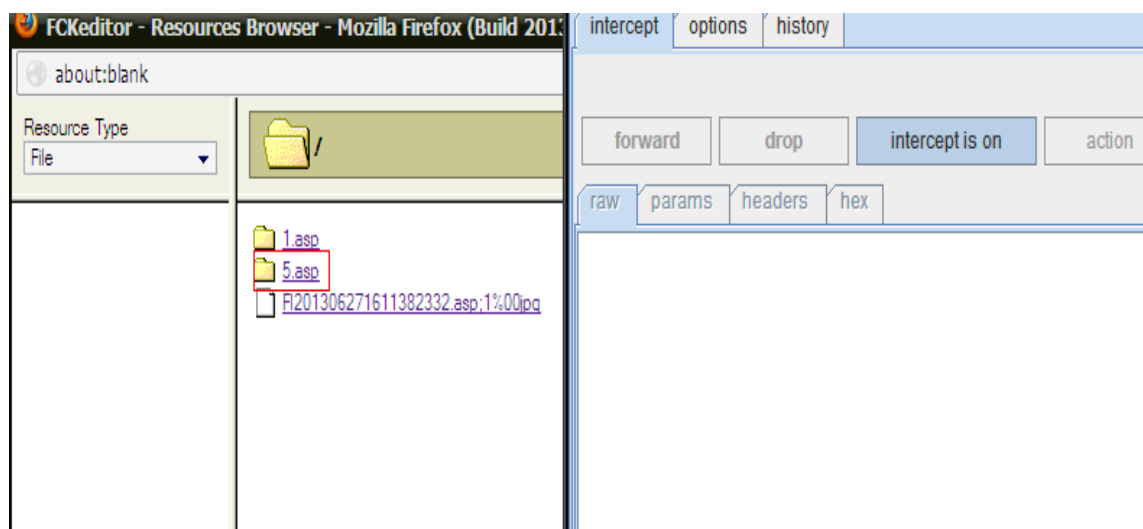 FCKeditor - Resources Browser - Mozilla Firefox (Build 201
about:blank
Resource Type
File
/
1.asp
5.asp
FI201306271611382332.asp;1%00jpg
intercept
options
history
forward
drop
intercept is on
action
raw
params
headers
hex